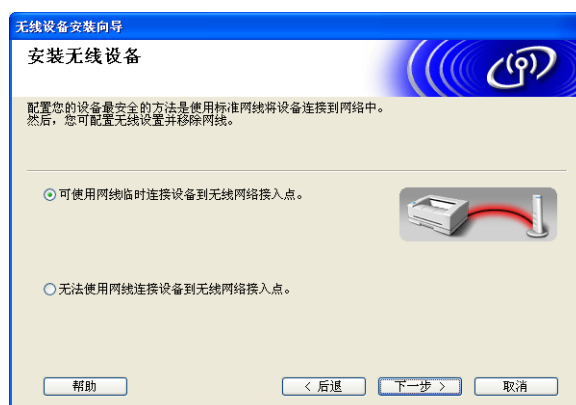 无线设备安装向导
安装无线设备
配置您的设备最安全的方法是使用标准网线将设备连接到网络中。
然后，您可配置无线设置并移除网线。
可使用网线临时连接设备到无线网络接入点。
无法使用网线连接设备到无线网络接入点。
帮助
< 后退
下一步 >
取消